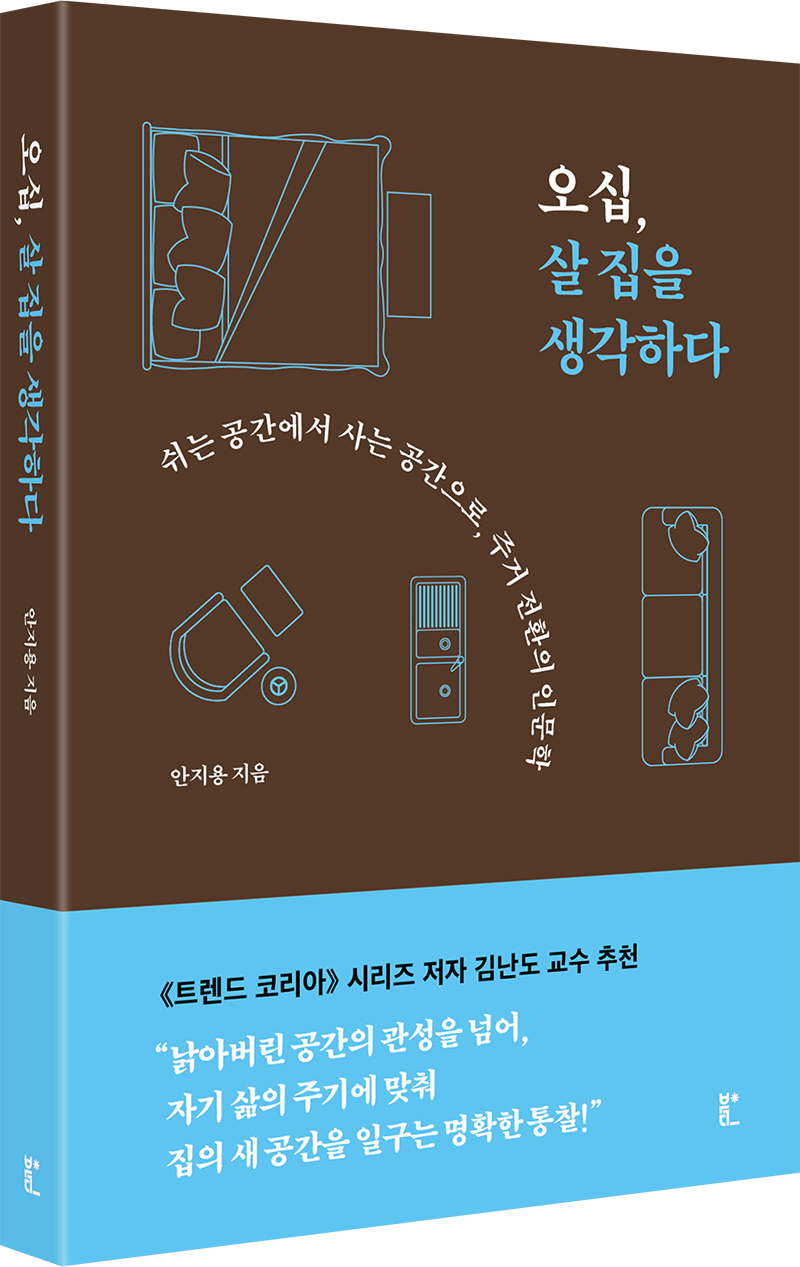 오십,
살 집을
생각하다
쉬는 공간에서 사는 공간으로, 주거 전환의 인문학
안지용 지음
《트렌드 코리아》 시리즈 저자 김난도 교수 추천
“낡아버린 공간의 관성을 넘어,
자기 삶의 주기에 맞춰
집의 새 공간을 일구는 명확한 통찰!”
오십, 살 집을 생각하다
안지용 지음